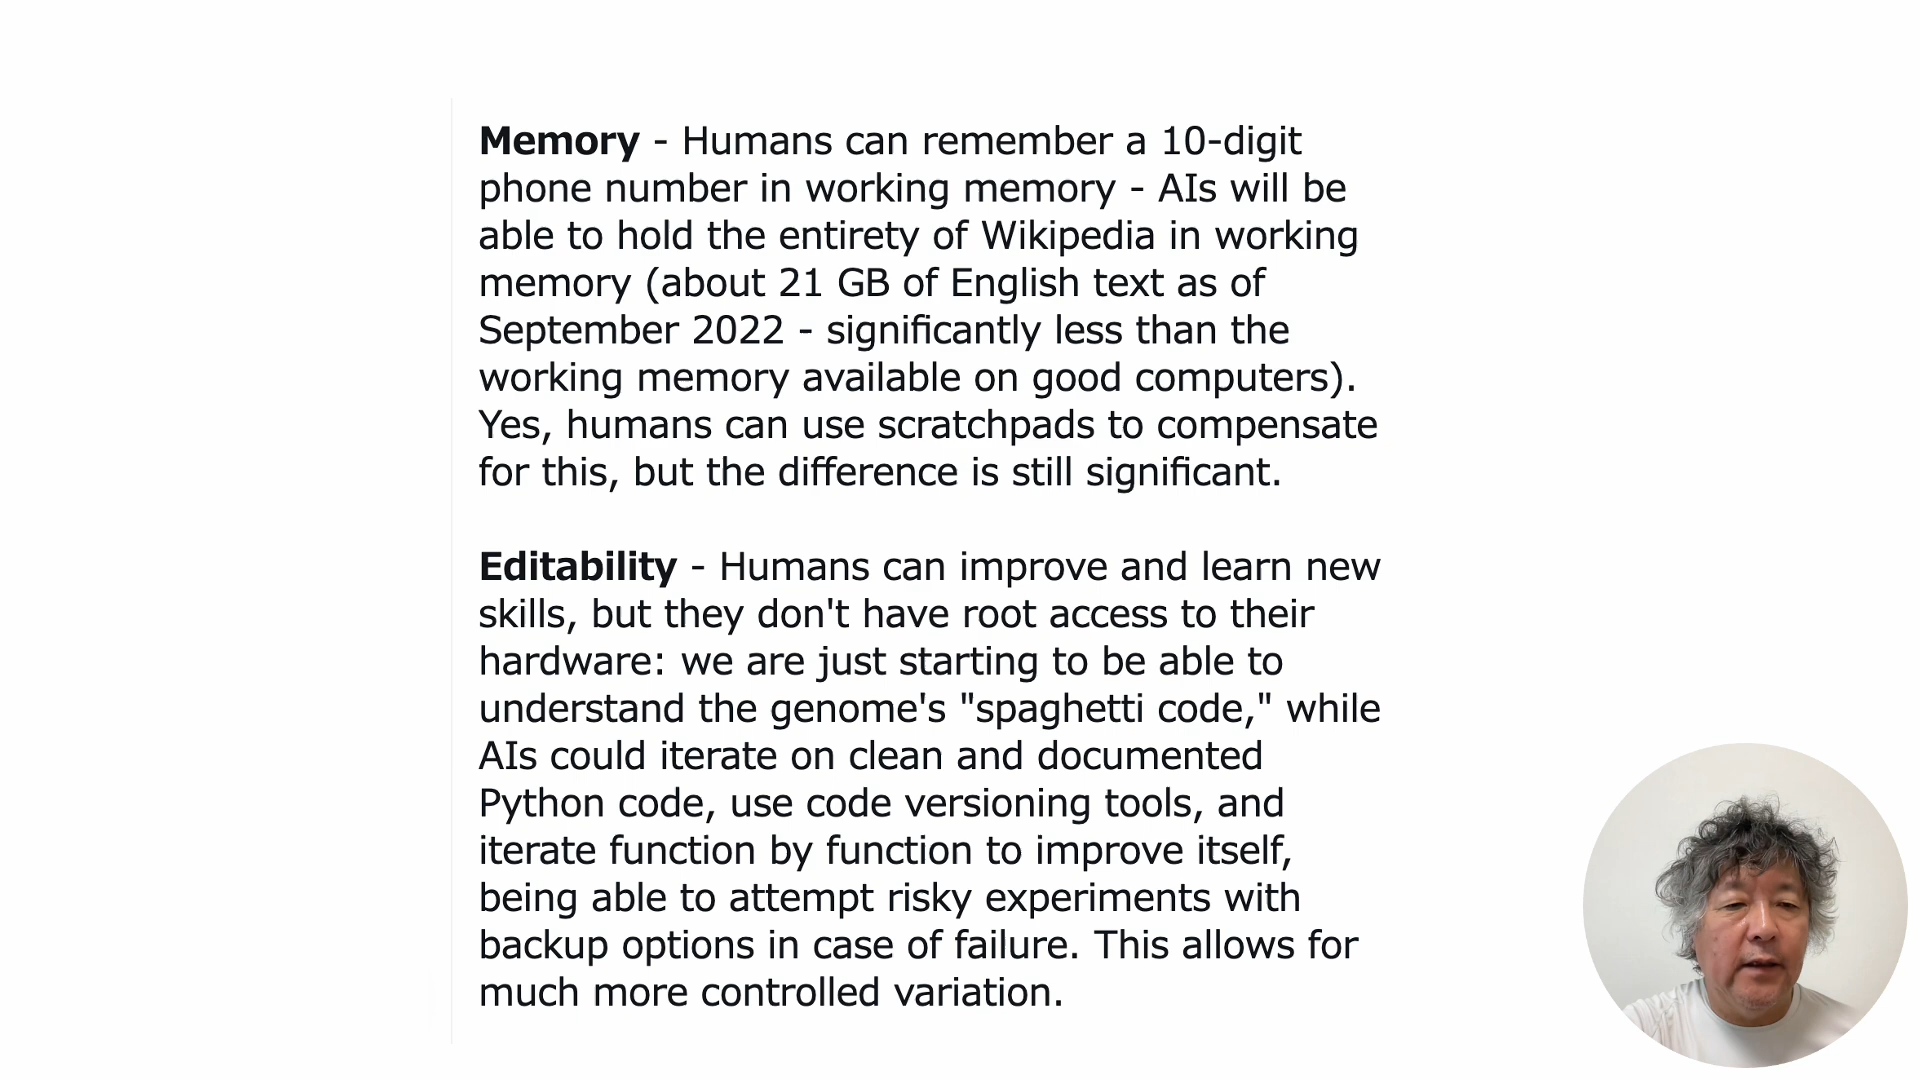 Memory - Humans can remember a 10-digit
phone number in working memory - AIs will be
able to hold the entirety of Wikipedia in working
memory (about 21 GB of English text as of
September 2022 - significantly less than the
working memory available on good computers).
Yes, humans can use scratchpads to compensate
for this, but the difference is still significant.
Editability - Humans can improve and learn new
skills, but they don't have root access to their
hardware: we are just starting to be able to
understand the genome's "spaghetti code," while
AIs could iterate on clean and documented
Python code, use code versioning tools, and
iterate function by function to improve itself,
being able to attempt risky experiments with
backup options in case of failure. This allows for
much more controlled variation.